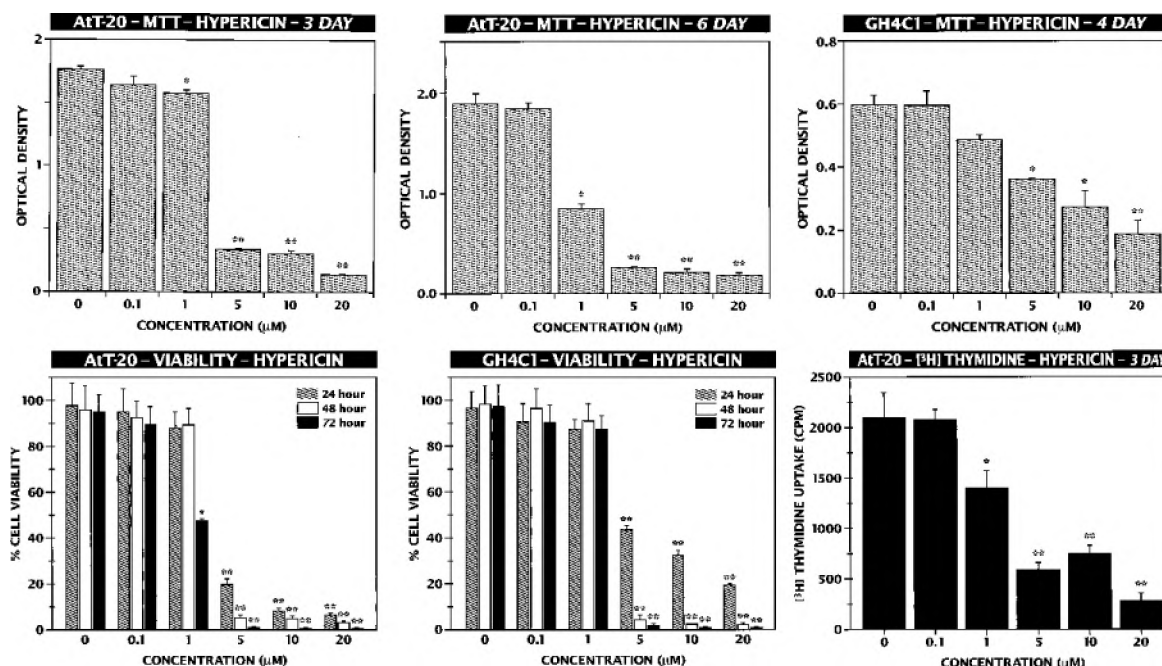 AtT-20 – MTT – HYPERICIN – 3 DAY
OPTICAL DENSITY
2
1
0
*
**
**
**
0 0.1 1 5 10 20
CONCENTRATION (µM)
AtT-20 – MTT – HYPERICIN – 6 DAY
OPTICAL DENSITY
2.0
1.0
0.0
*
**
**
**
0 0.1 1 5 10 20
CONCENTRATION (µM)
GH4C1 – MTT – HYPERICIN – 4 DAY
OPTICAL DENSITY
0.8
0.6
0.4
0.2
0.0
*
*
**
0 0.1 1 5 10 20
CONCENTRATION (µM)
AtT-20 – VIABILITY – HYPERICIN
% CELL VIABILITY
100
80
60
40
20
0
24 hour
48 hour
72 hour
*
** ** **
** ** **
** ** **
0 0.1 1 5 10 20
CONCENTRATION (µM)
GH4C1 – VIABILITY – HYPERICIN
% CELL VIABILITY
100
80
60
40
20
0
24 hour
48 hour
72 hour
** ** **
** ** **
** ** **
0 0.1 1 5 10 20
CONCENTRATION (µM)
AtT-20 – [³H] THYMIDINE – HYPERICIN – 3 DAY
[³H] THYMIDINE UPTAKE (CPM)
2500
2000
1500
1000
500
0
*
**
**
**
0 0.1 1 5 10 20
CONCENTRATION (µM)